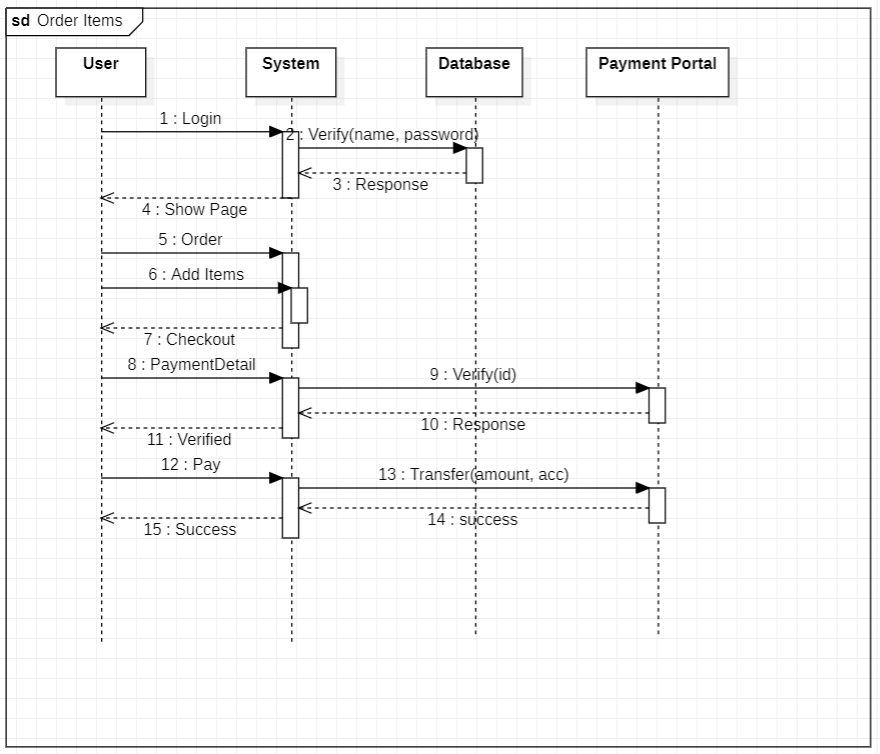 sd Order Items
User System Database Payment Portal
1 : Login
2 : Verify(name, password)
3 : Response
4 : Show Page
5 : Order
6 : Add Items
7 : Checkout
8 : PaymentDetail
9 : Verify(id)
10 : Response
11 : Verified
12 : Pay
13 : Transfer(amount, acc)
14 : success
15 : Success